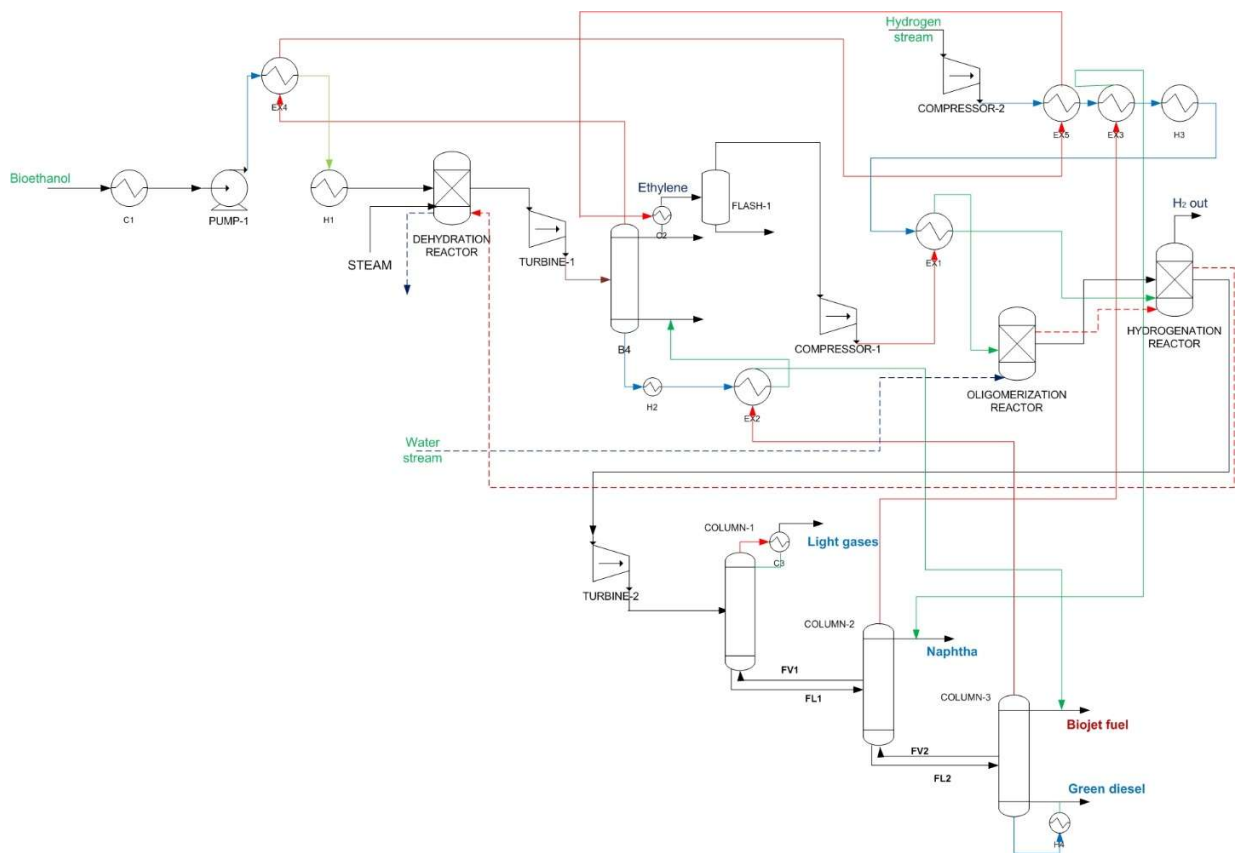 Hydrogen
stream
COMPRESSOR-2
EX4
EX5
EX3
H3
Bioethanol
C1
PUMP-1
H1
DEHYDRATION
REACTOR
STEAM
TURBINE-1
Ethylene
C2
FLASH-1
B4
H2
EX2
COMPRESSOR-1
EX1
OLIGOMERIZATION
REACTOR
H2 out
HYDROGENATION
REACTOR
Water
stream
TURBINE-2
COLUMN-1
C3
Light gases
COLUMN-2
Naphtha
FV1
FL1
COLUMN-3
Biojet fuel
FV2
FL2
Green diesel
H4